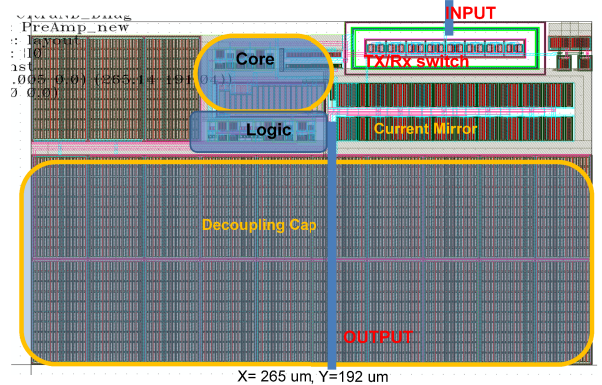 INPUT
PreAmp_new
Core
TX/Rx switch
Logic
Current Mirror
Decoupling Cap
OUTPUT
X= 265 um, Y=192 um